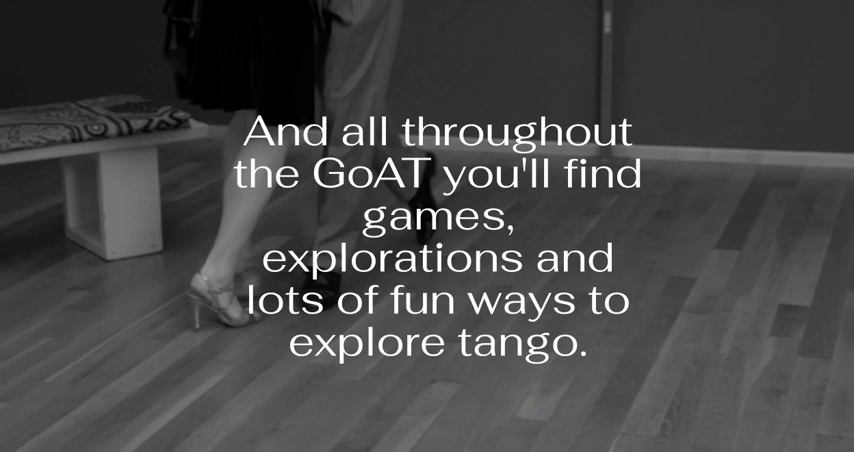 And all throughout
the GoAT you'll find
games,
explorations and
lots of fun ways to
explore tango.